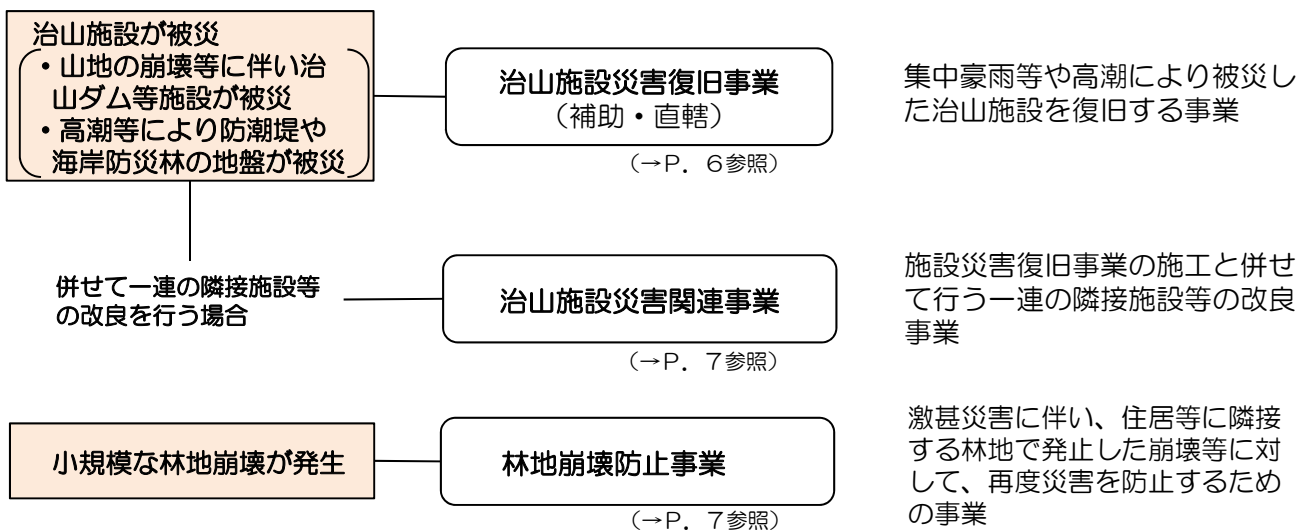 治山施設が被災
・山地の崩壊等に伴い治
山ダム等施設が被災
・高潮等により防潮堤や
海岸防災林の地盤が被災
治山施設災害復旧事業
（補助・直轄）
（→P．６参照）
集中豪雨等や高潮により被災し
た治山施設を復旧する事業
併せて一連の隣接施設等
の改良を行う場合
治山施設災害関連事業
（→P．７参照）
施設災害復旧事業の施工と併せ
て行う一連の隣接施設等の改良
事業
小規模な林地崩壊が発生
林地崩壊防止事業
（→P．７参照）
激甚災害に伴い、住居等に隣接
する林地で発止した崩壊等に対
して、再度災害を防止するため
の事業